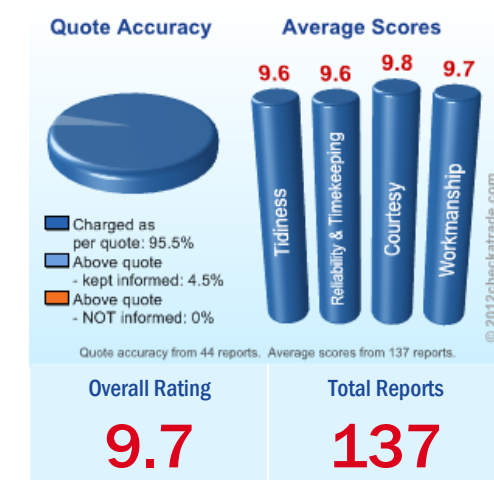 Quote Accuracy
Average Scores
9.6
9.6
9.8
9.7
Tidiness
Reliability & Timekeeping
Courtesy
Workmanship
Charged as
per quote: 95.5%
Above quote
- kept informed: 4.5%
Above quote
- NOT informed: 0%
© 2012checkatrade.com
Quote accuracy from 44 reports. Average scores from 137 reports.
Overall Rating
9.7
Total Reports
137